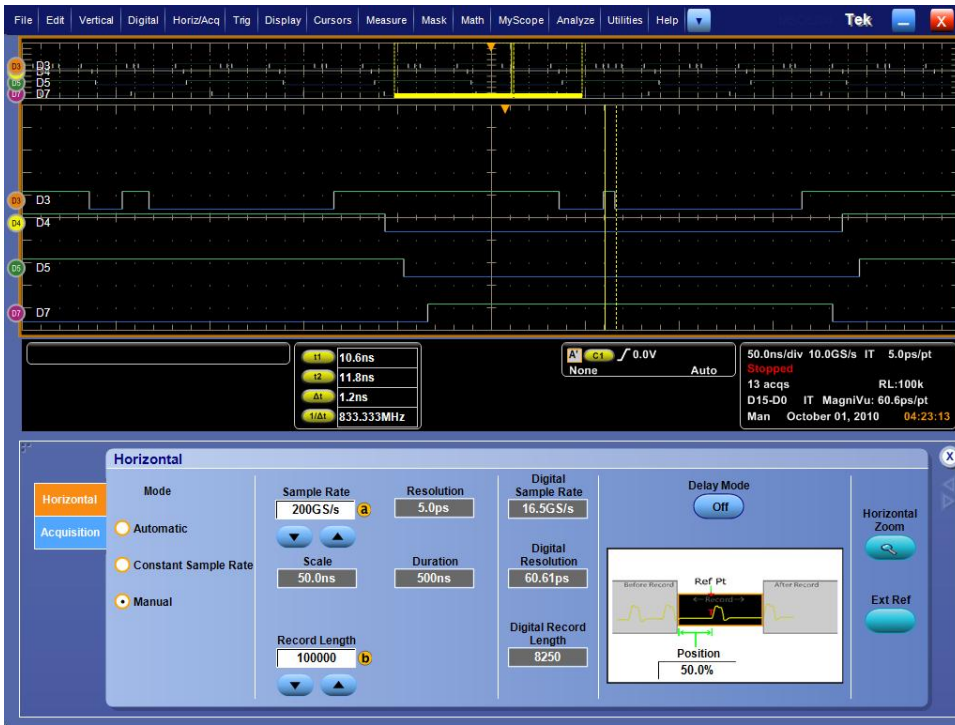 File Edit Vertical Digital Horiz/Acq Trig Display Cursors Measure Mask Math MyScope Analyze Utilities Help Tek X
D3 D3
D5 D5
D7 D7
D3 D3
D4 D4
D5 D5
D7 D7
t1 10.6ns
t2 11.8ns
Δt 1.2ns
1/Δt 833.333MHz
A' C1 0.0V
None Auto
50.0ns/div 10.0GS/s IT 5.0ps/pt
Stopped
13 acqs RL:100k
D15-D0 IT MagniVu: 60.6ps/pt
Man October 01, 2010 04:23:13
Horizontal X
Horizontal
Acquisition
Mode
Automatic
Constant Sample Rate
Manual
Sample Rate
200GS/s a
Scale
50.0ns
Record Length
100000 b
Resolution
5.0ps
Duration
500ns
Digital
Sample Rate
16.5GS/s
Digital
Resolution
60.61ps
Digital Record
Length
8250
Delay Mode
Off
Before Record Ref Pt After Record
Record
Position
50.0%
Horizontal
Zoom
Ext Ref